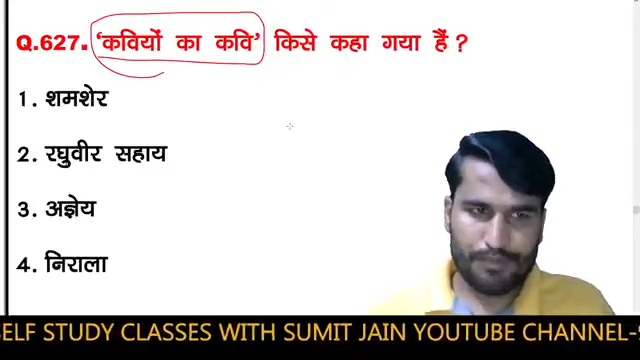 Q.627. 'कवियों का कवि' किसे कहा गया हैं ?
1. शमशेर
2. रघुवीर सहाय
3. अज्ञेय
4. निराला
SELF STUDY CLASSES WITH SUMIT JAIN YOUTUBE CHANNEL-